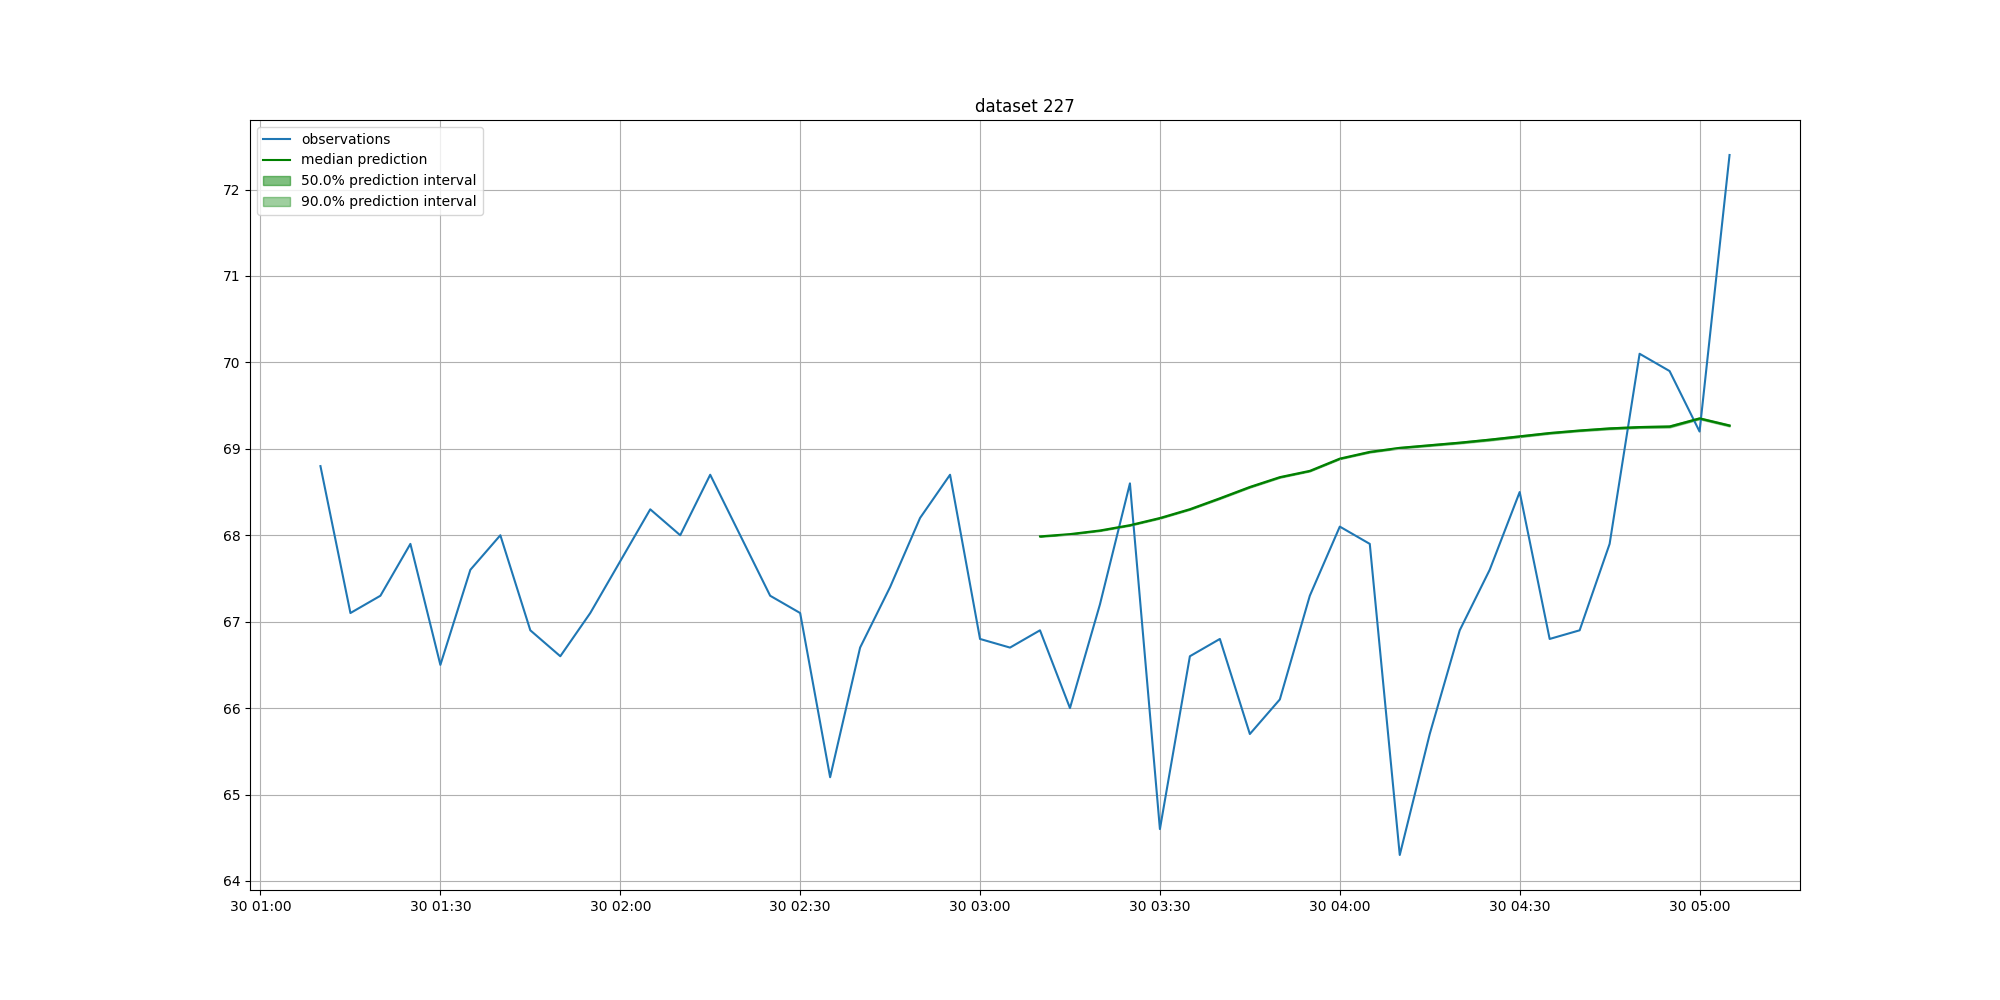 dataset 227
observations
median prediction
50.0% prediction interval
90.0% prediction interval
72
71
70
69
68
67
66
65
64
30 01:00 30 01:30 30 02:00 30 02:30 30 03:00 30 03:30 30 04:00 30 04:30 30 05:00